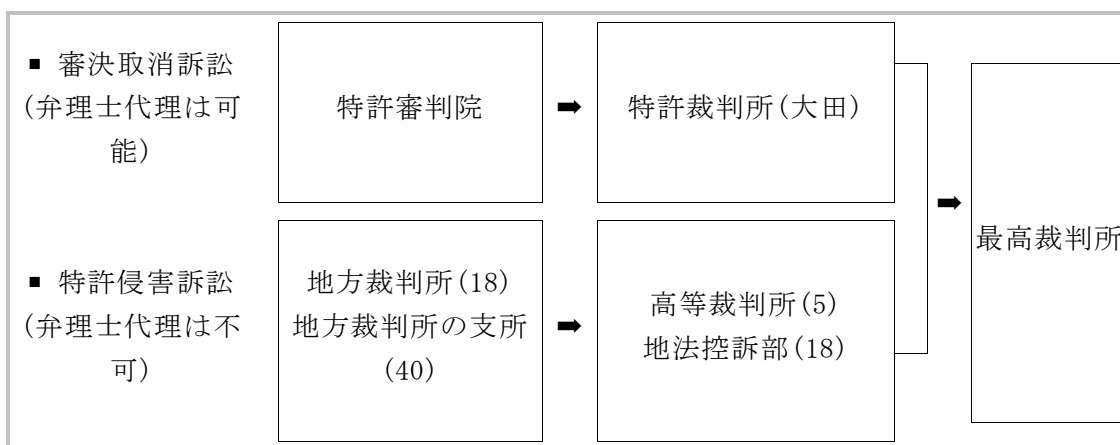 ■ 審決取消訴訟
(弁理士代理は可
能)
特許審判院
➡
特許裁判所(大田)
➡
最高裁判所
■ 特許侵害訴訟
(弁理士代理は不
可)
地方裁判所(18)
地方裁判所の支所
(40)
➡
高等裁判所(5)
地法控訴部(18)